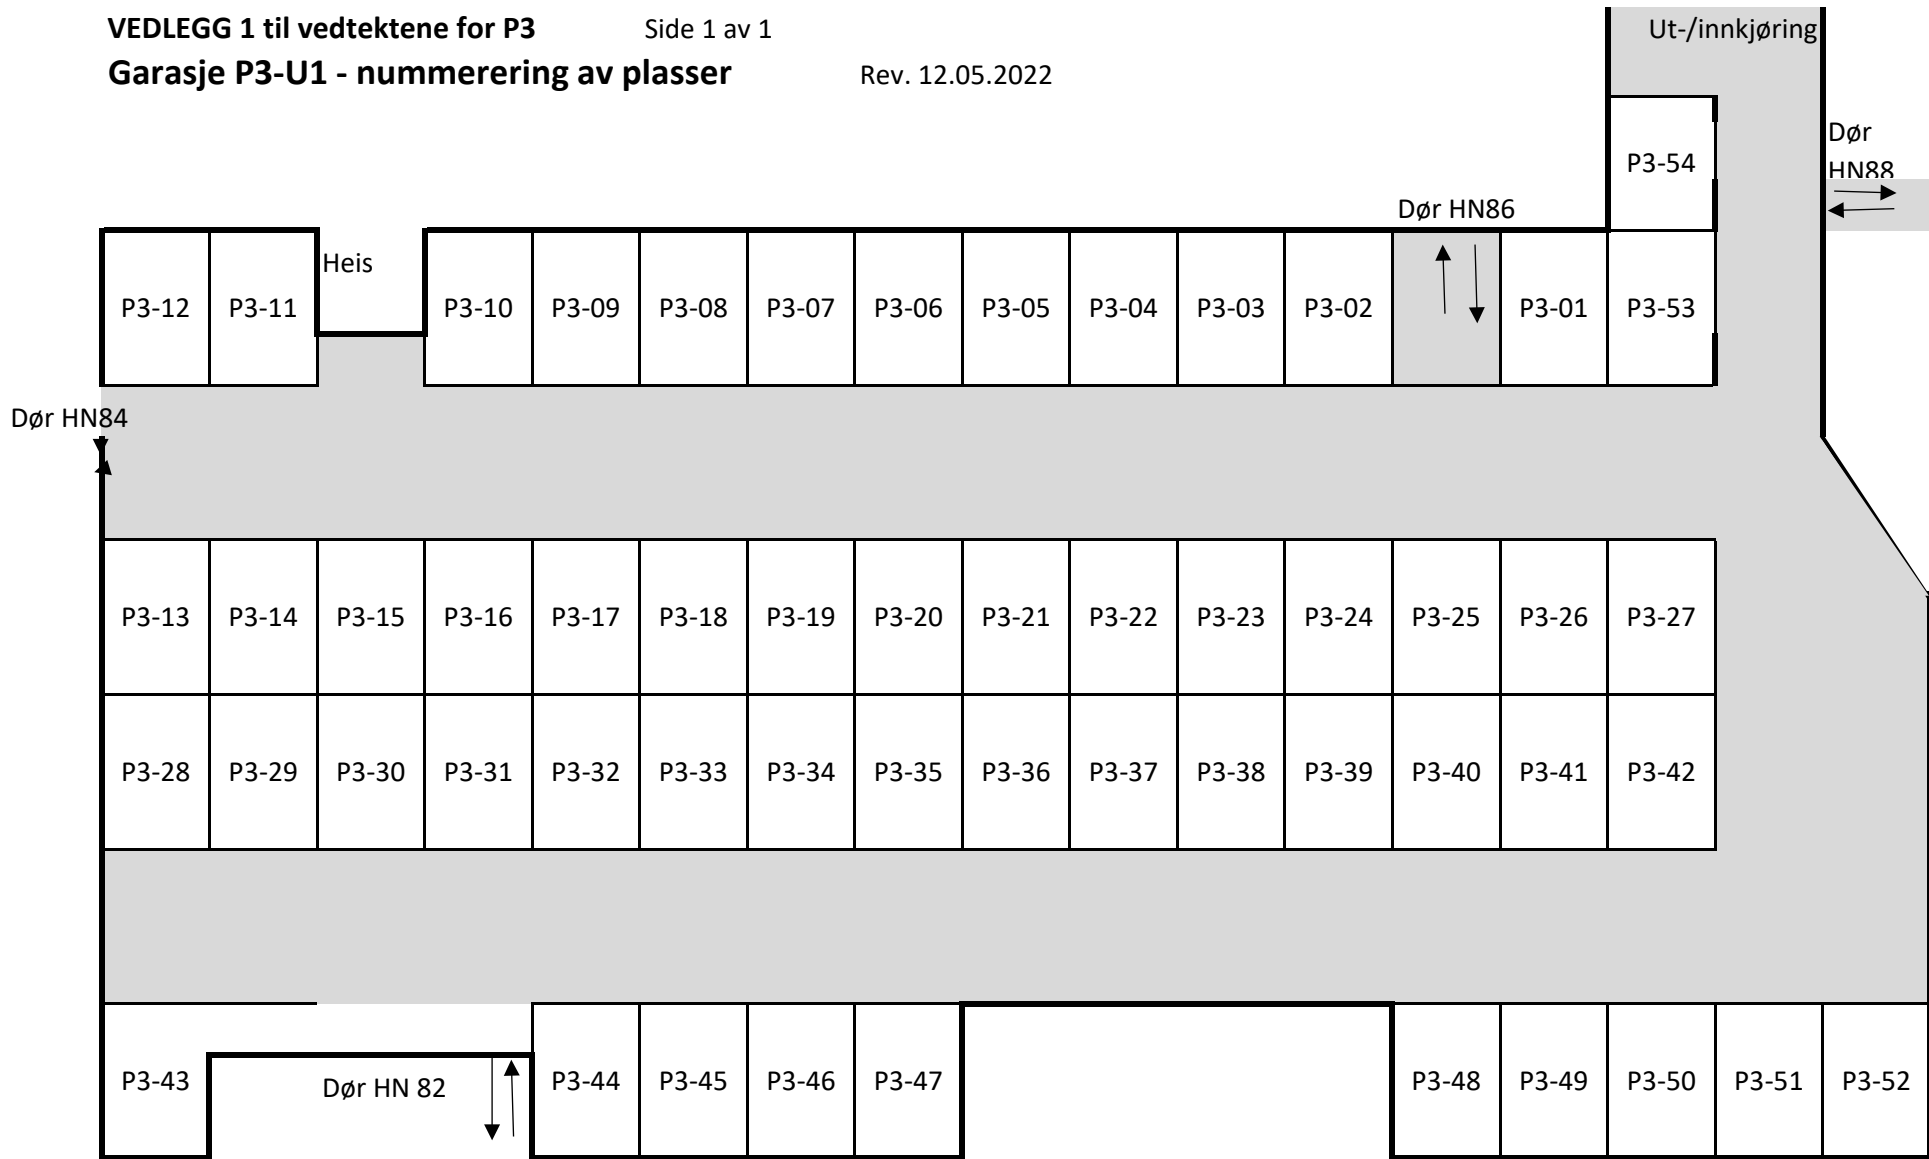 VEDLEGG 1 til vedtektene for P3 Side 1 av 1
Ut-/innkjøring
Garasje P3-U1 - nummerering av plasser Rev. 12.05.2022
Dør
HN88
P3-54
Dør HN86
Heis
P3-12 P3-11 P3-10 P3-09 P3-08 P3-07 P3-06 P3-05 P3-04 P3-03 P3-02 P3-01 P3-53
Dør HN84
P3-13 P3-14 P3-15 P3-16 P3-17 P3-18 P3-19 P3-20 P3-21 P3-22 P3-23 P3-24 P3-25 P3-26 P3-27
P3-28 P3-29 P3-30 P3-31 P3-32 P3-33 P3-34 P3-35 P3-36 P3-37 P3-38 P3-39 P3-40 P3-41 P3-42
P3-43 Dør HN 82 P3-44 P3-45 P3-46 P3-47 P3-48 P3-49 P3-50 P3-51 P3-52